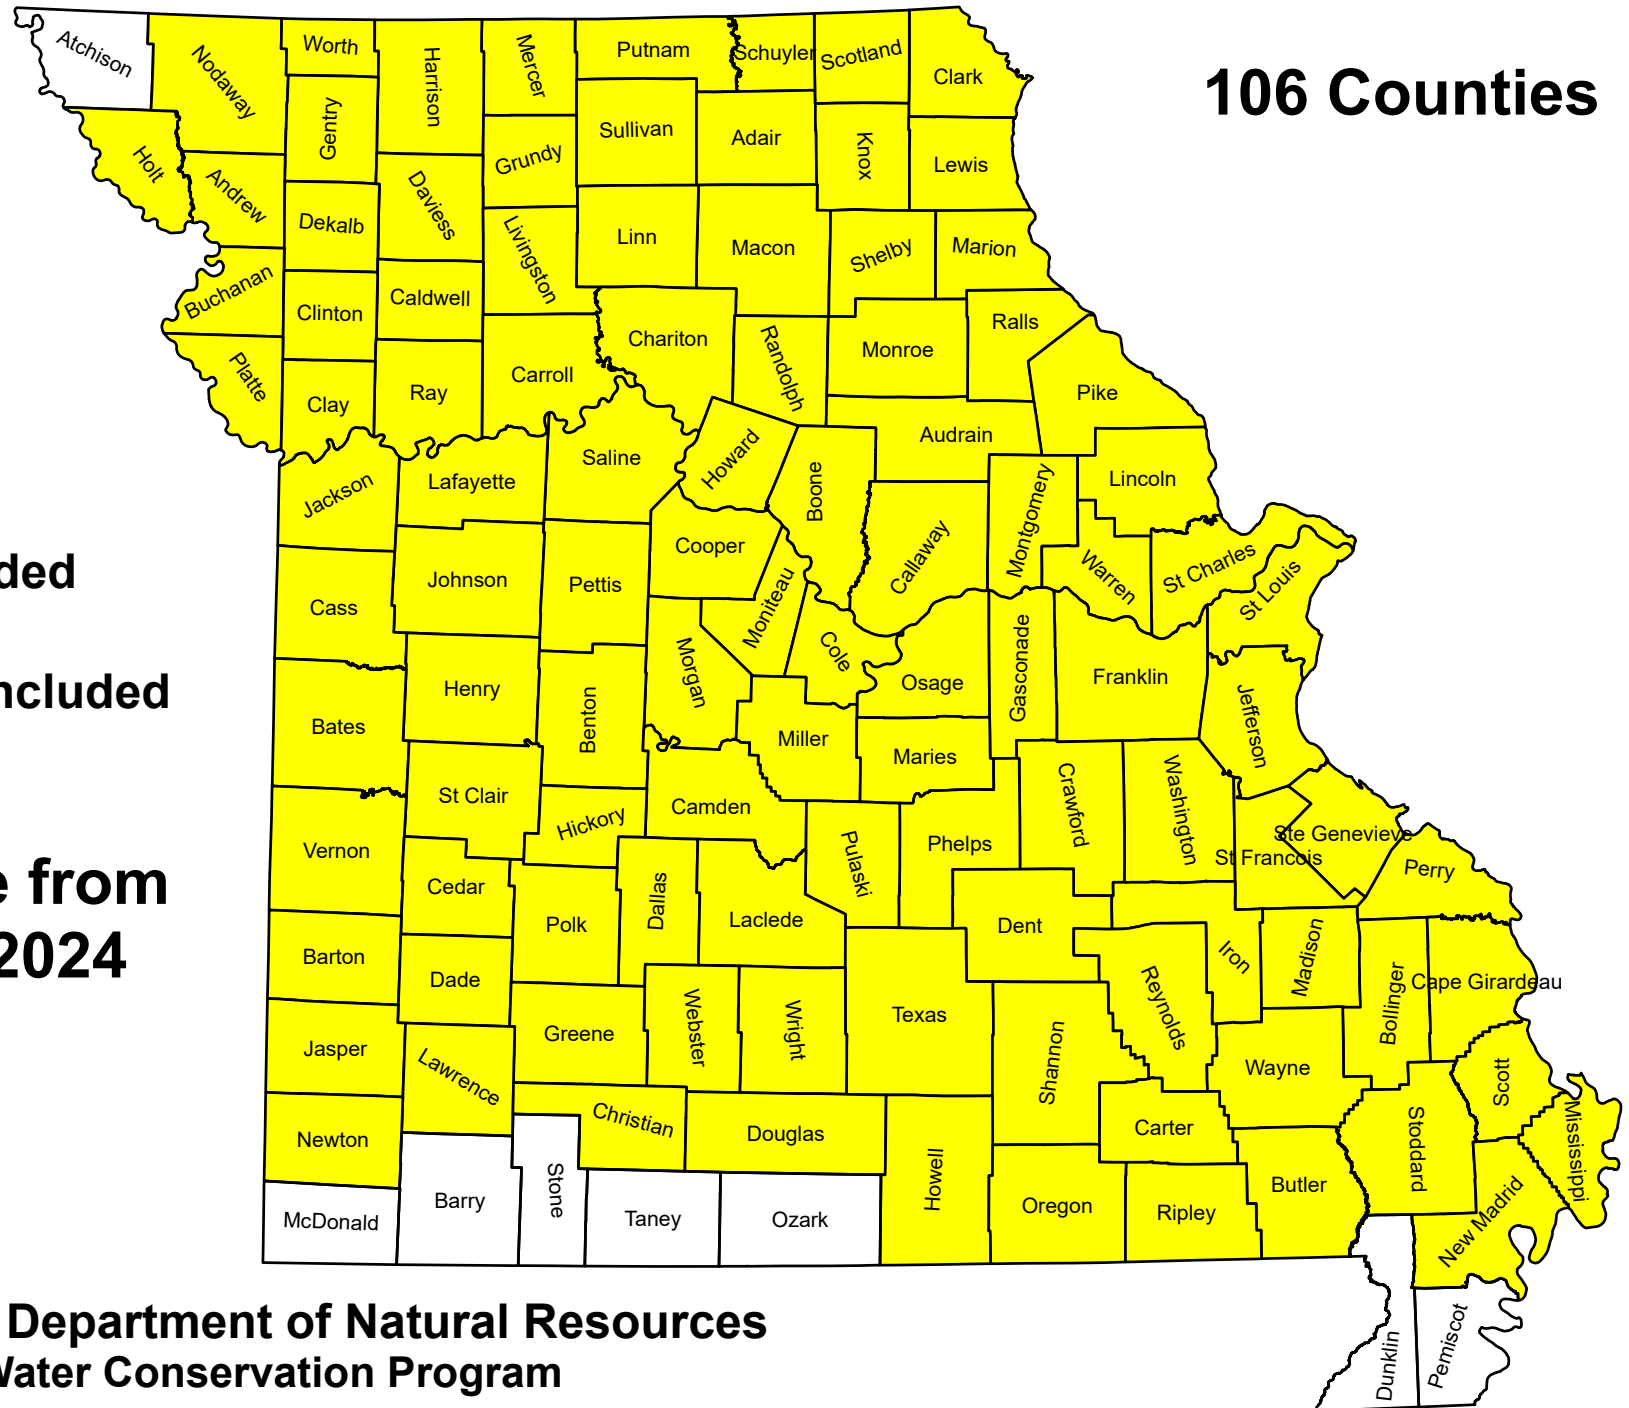 106 Counties
Atchison
Nodaway
Worth
Harrison
Mercer
Putnam
Schuyler
Scotland
Clark
Gentry
Sullivan
Adair
Knox
Lewis
Holt
Andrew
Dekalb
Daviess
Grundy
Livingston
Linn
Macon
Shelby
Marion
Buchanan
Clinton
Caldwell
Chariton
Randolph
Monroe
Ralls
Platte
Clay
Ray
Carroll
Pike
Audrain
Saline
Howard
Boone
Jackson
Lafayette
Callaway
Montgomery
Lincoln
Cooper
Warren
St Charles
St Louis
ded
Cass
Johnson
Pettis
Moniteau
Cole
Morgan
Osage
Gasconade
Franklin
Jefferson
ncluded
Henry
Bates
Benton
Miller
Maries
St Clair
Hickory
Camden
Pulaski
Phelps
Crawford
Washington
St Francois
Ste Genevieve
Perry
Vernon
e from
Cedar
Polk
Dallas
Laclede
Dent
Iron
Madison
Bollinger
Cape Girardeau
2024
Barton
Dade
Greene
Webster
Wright
Texas
Shannon
Reynolds
Wayne
Scott
Jasper
Lawrence
Christian
Douglas
Carter
Stoddard
Mississippi
Newton
Howell
Oregon
Ripley
Butler
New Madrid
McDonald
Barry
Stone
Taney
Ozark
Dunklin
Pemiscot
Department of Natural Resources
Water Conservation Program